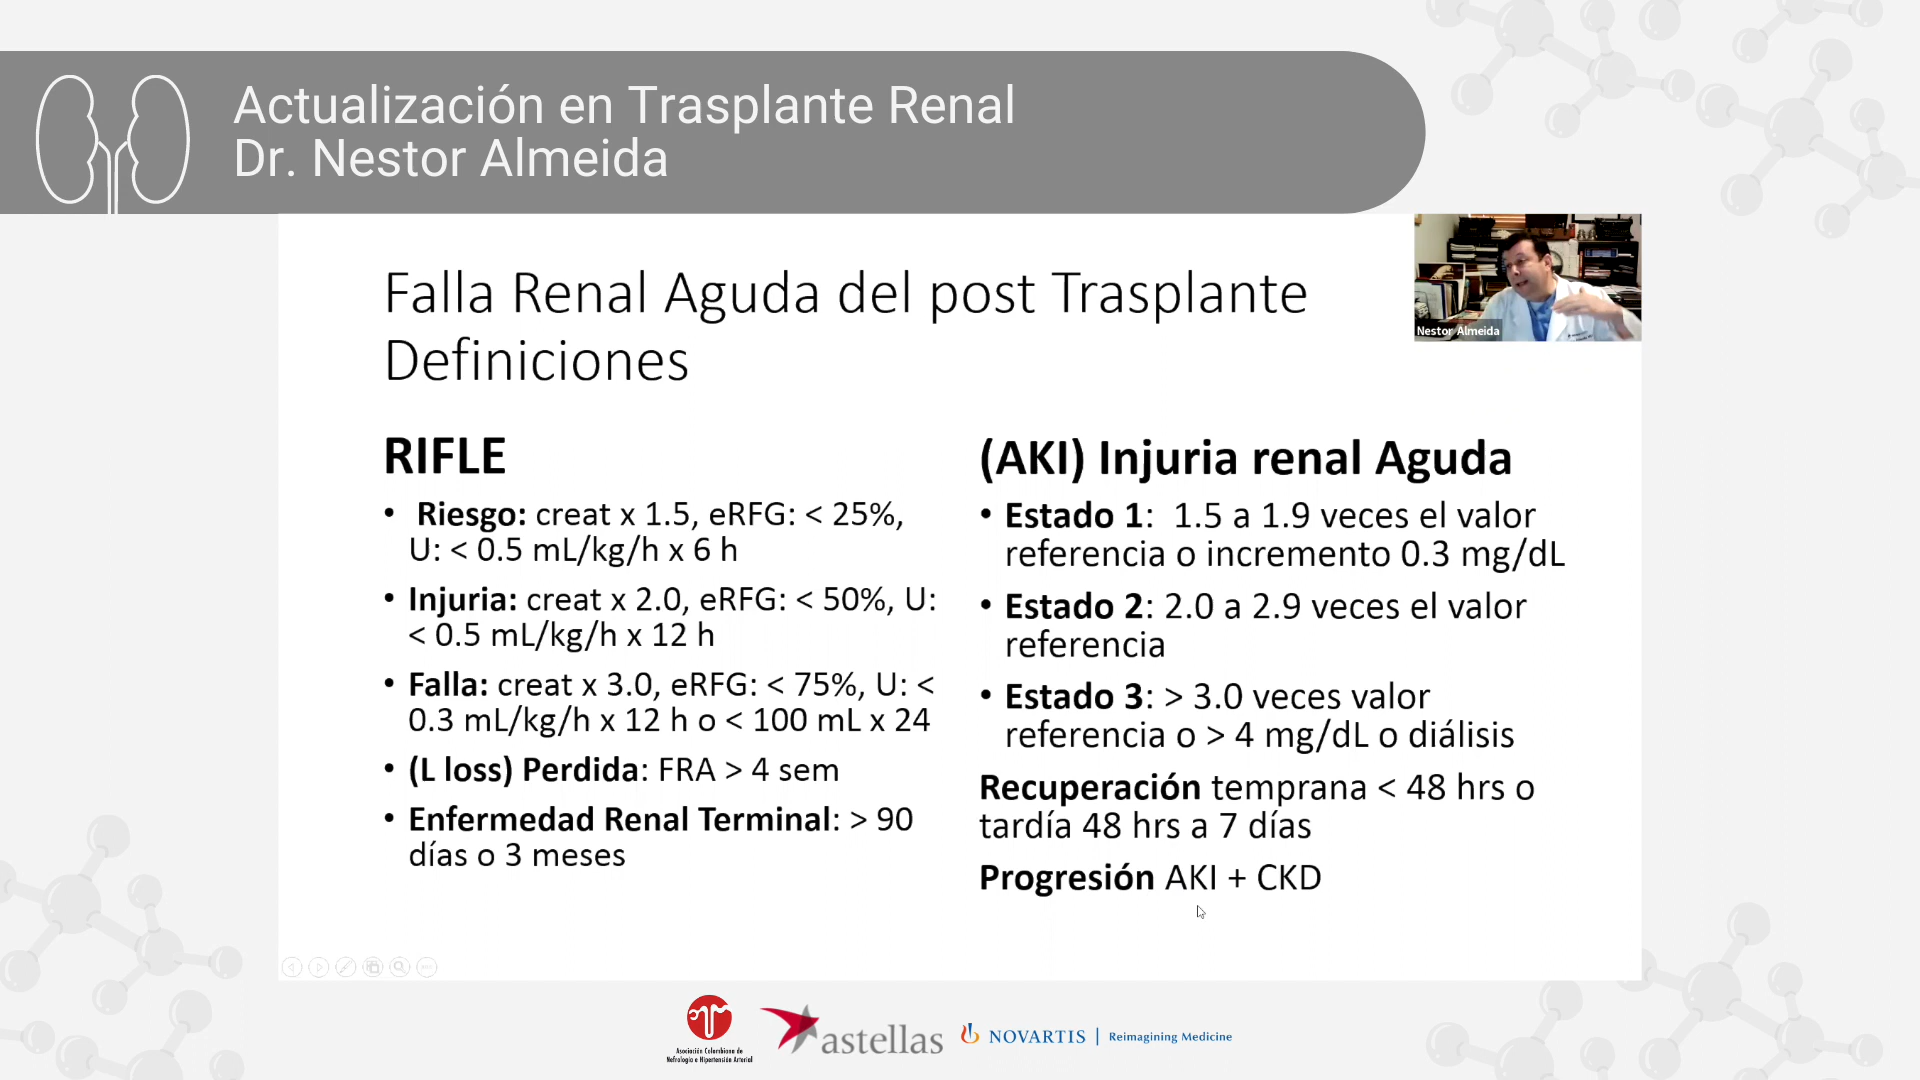 Actualización en Trasplante Renal
Dr. Nestor Almeida
Nestor Almeida
Falla Renal Aguda del post Trasplante
Definiciones
RIFLE
• Riesgo: creat x 1.5, eRFG: < 25%,
U: < 0.5 mL/kg/h x 6 h
• Injuria: creat x 2.0, eRFG: < 50%, U:
< 0.5 mL/kg/h x 12 h
• Falla: creat x 3.0, eRFG: < 75%, U: <
0.3 mL/kg/h x 12 h o < 100 mL x 24
• (L loss) Perdida: FRA > 4 sem
• Enfermedad Renal Terminal: > 90
días o 3 meses
(AKI) Injuria renal Aguda
• Estado 1: 1.5 a 1.9 veces el valor
referencia o incremento 0.3 mg/dL
• Estado 2: 2.0 a 2.9 veces el valor
referencia
• Estado 3: > 3.0 veces valor
referencia o > 4 mg/dL o diálisis
Recuperación temprana < 48 hrs o
tardía 48 hrs a 7 días
Progresión AKI + CKD
Asociación Colombiana de
Nefrología e Hipertensión Arterial
astellas
NOVARTIS | Reimagining Medicine